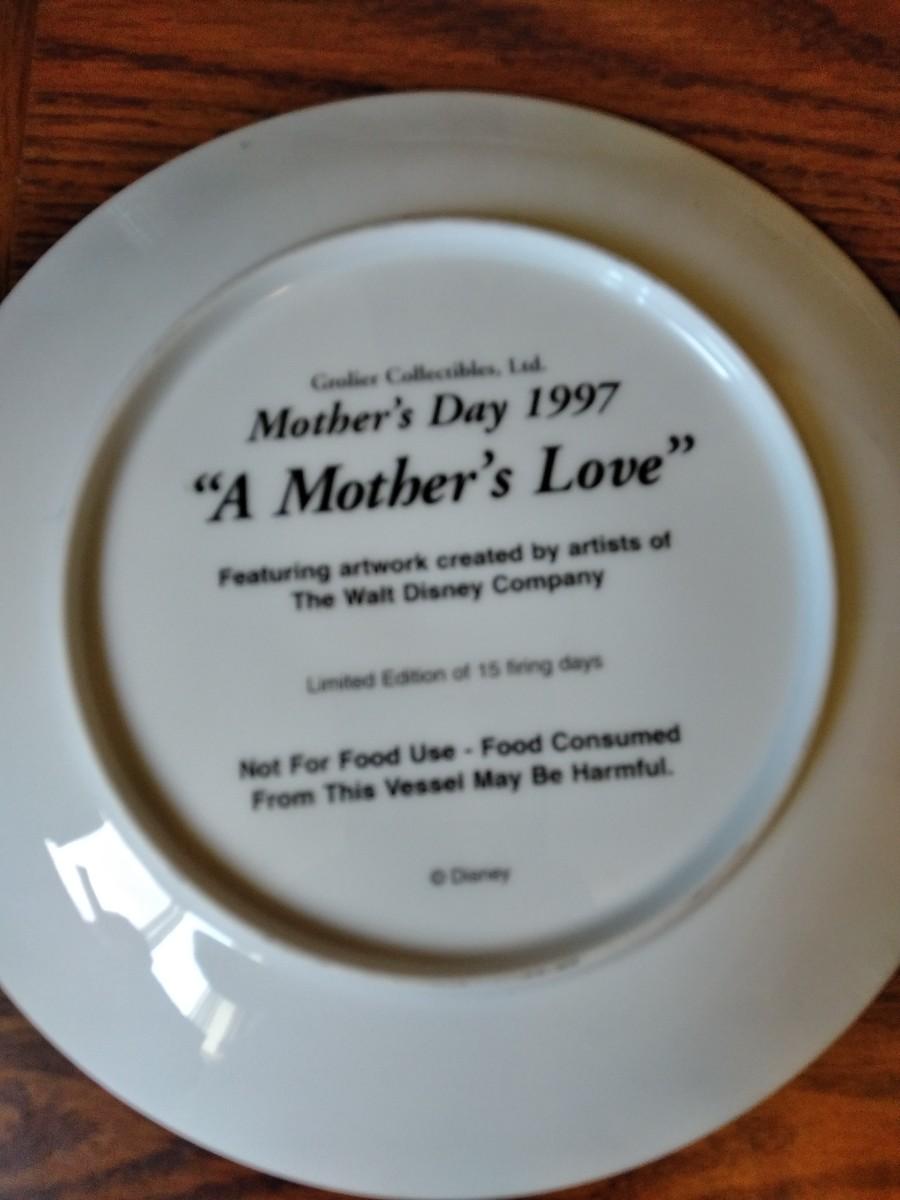 Grolier Collectibles, Ltd.
Mother's Day 1997
“A Mother's Love”
Featuring artwork created by artists of
The Walt Disney Company
Limited Edition of 15 firing days
Not For Food Use - Food Consumed
From This Vessel May Be Harmful.
© Disney